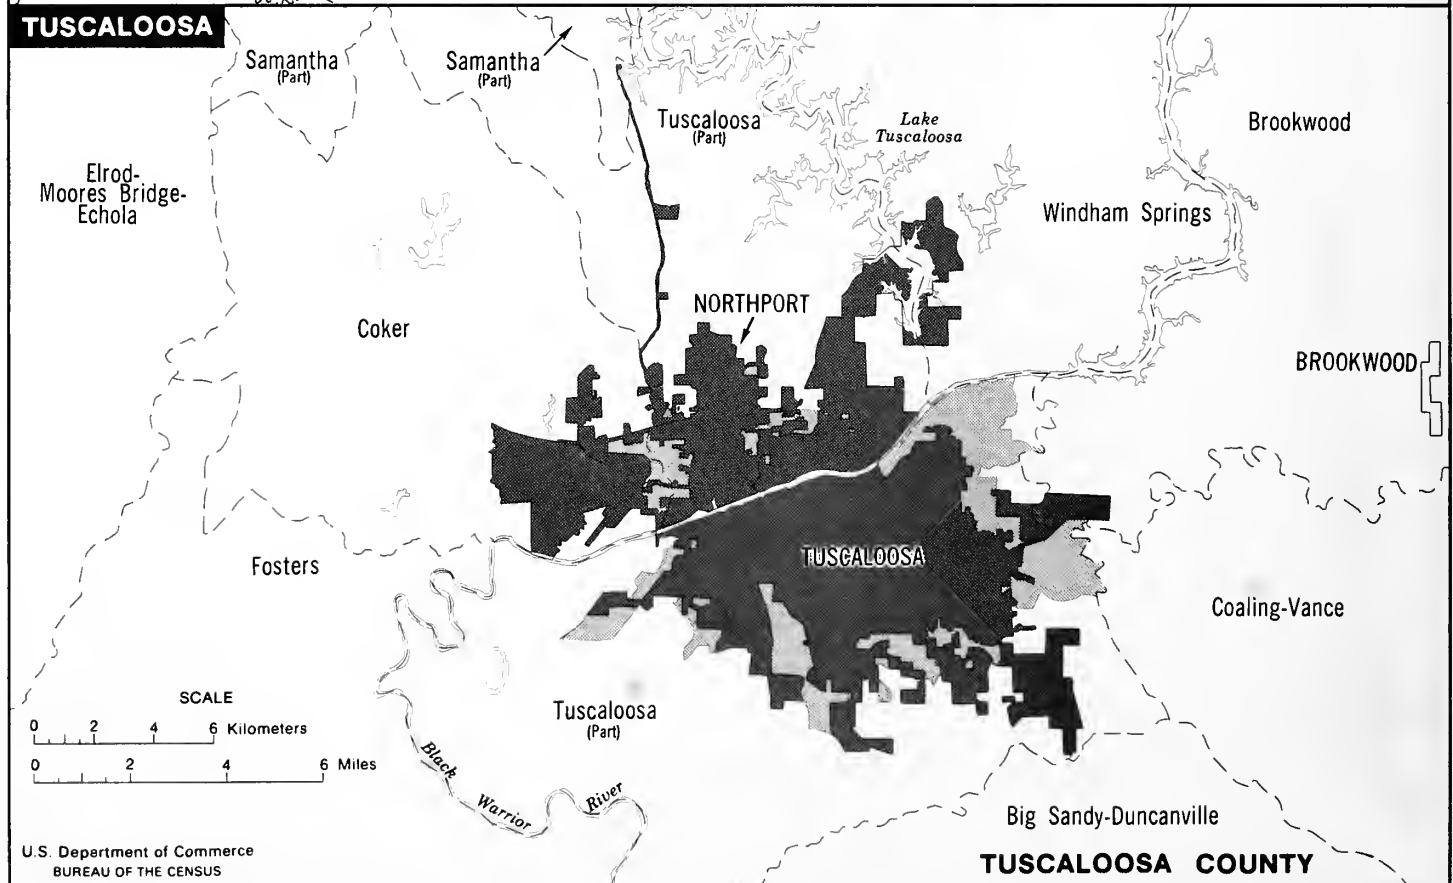 TUSCALOOSA
Samantha
(Part)
Samantha
(Part)
Tuscaloosa
(Part)
Lake
Tuscaloosa
Brookwood
Elrod-
Moores Bridge-
Echola
Windham Springs
NORTHPORT
Coker
BROOKWOOD
TUSCALOOSA
Fosters
Coaling-Vance
SCALE
0 2 4 6 Kilometers
0 2 4 6 Miles
Tuscaloosa
(Part)
Black
Warrior
River
Big Sandy-Duncanville
U.S. Department of Commerce
BUREAU OF THE CENSUS
TUSCALOOSA COUNTY